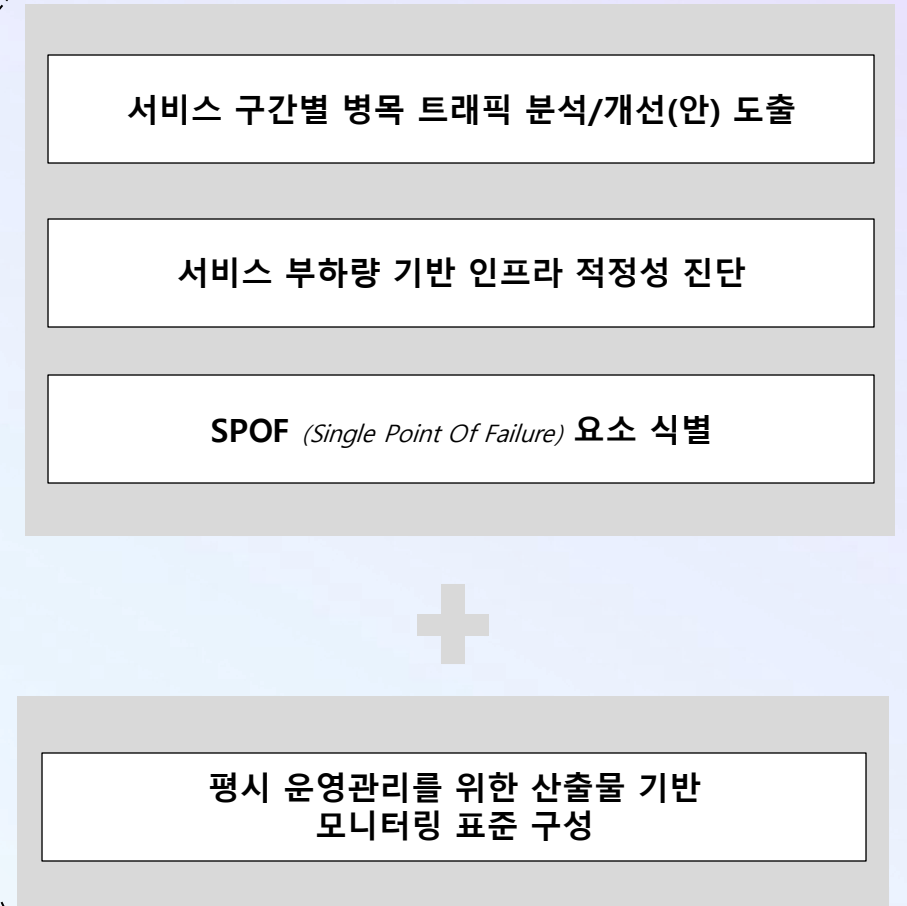 서비스 구간별 병목 트래픽 분석/개선(안) 도출
서비스 부하량 기반 인프라 적정성 진단
SPOF (Single Point Of Failure) 요소 식별
평시 운영관리를 위한 산출물 기반
모니터링 표준 구성